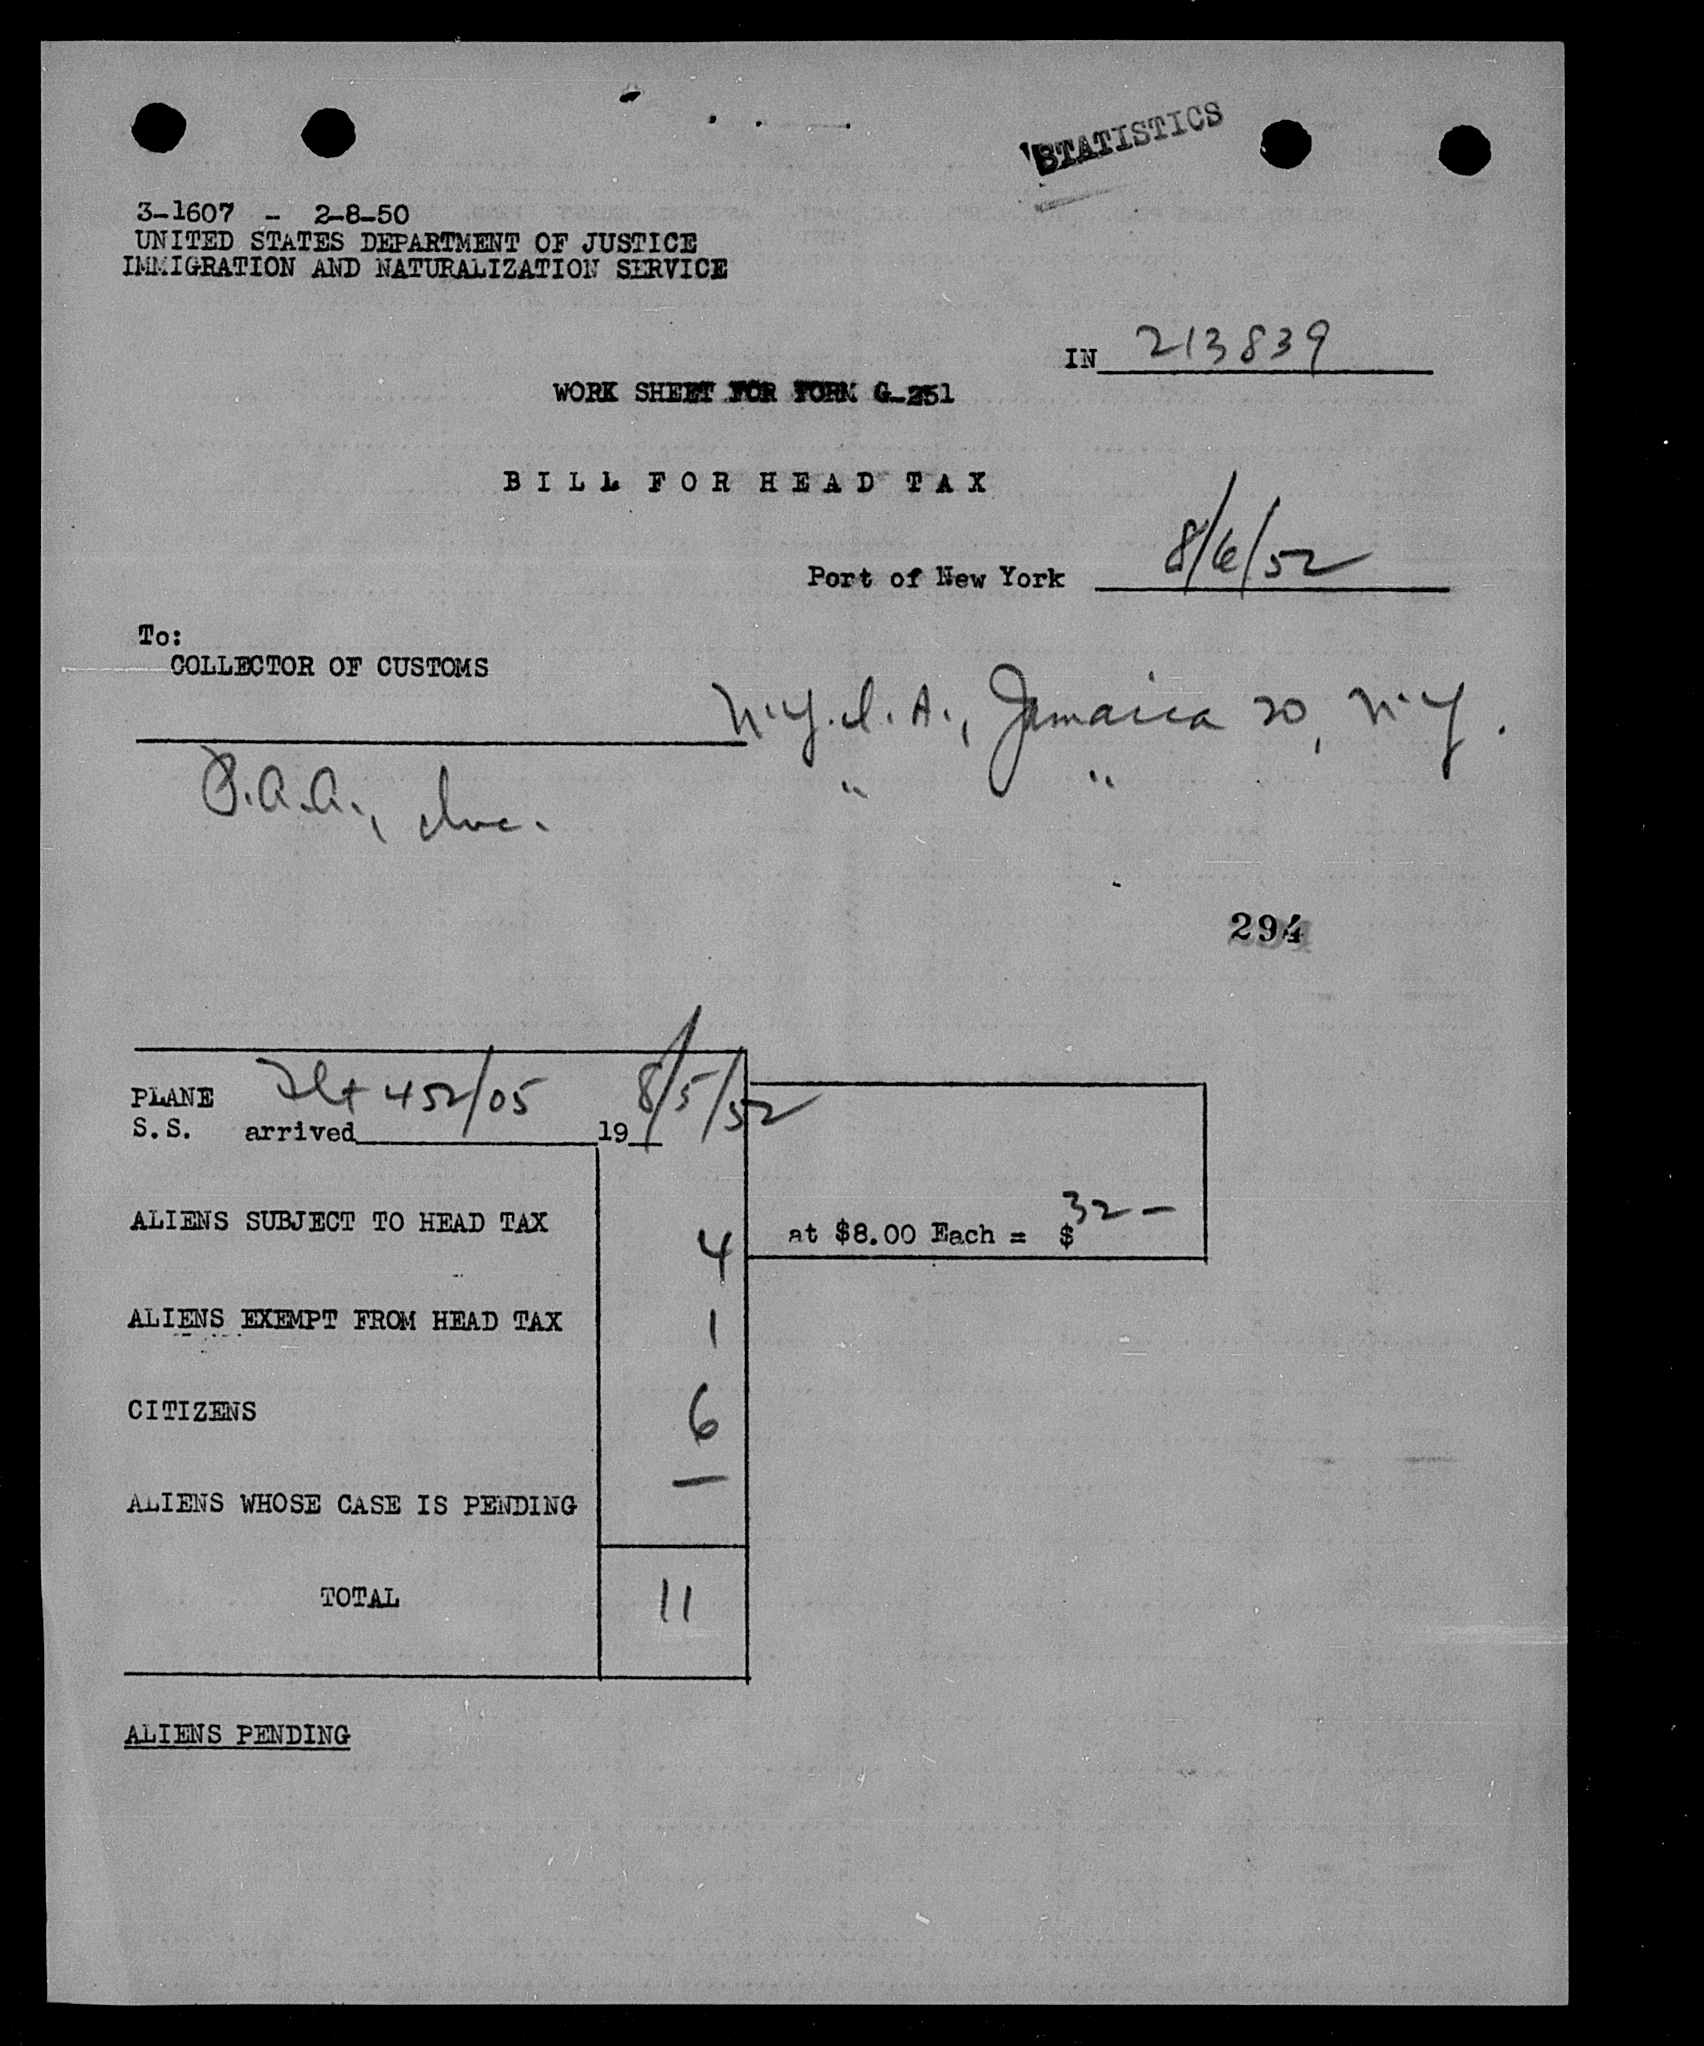 STATISTICS
3-1607 - 2-8-50
UNITED STATES DEPARTMENT OF JUSTICE
IMMIGRATION AND NATURALIZATION SERVICE
IN 213839
WORK SHEET FOR FORM G-251
BILL FOR HEAD TAX
Port of New York 8/6/52
To:
COLLECTOR OF CUSTOMS
N.Y.I.A., Jamaica 20, N.Y.
P.A.A., Inc. " "
294
PLANE Flt 452/05 8/5/52
S.S. arrived 19
ALIENS SUBJECT TO HEAD TAX 4 at $8.00 Each = $ 32 -
ALIENS EXEMPT FROM HEAD TAX 1
CITIZENS 6
ALIENS WHOSE CASE IS PENDING —
TOTAL 11
ALIENS PENDING